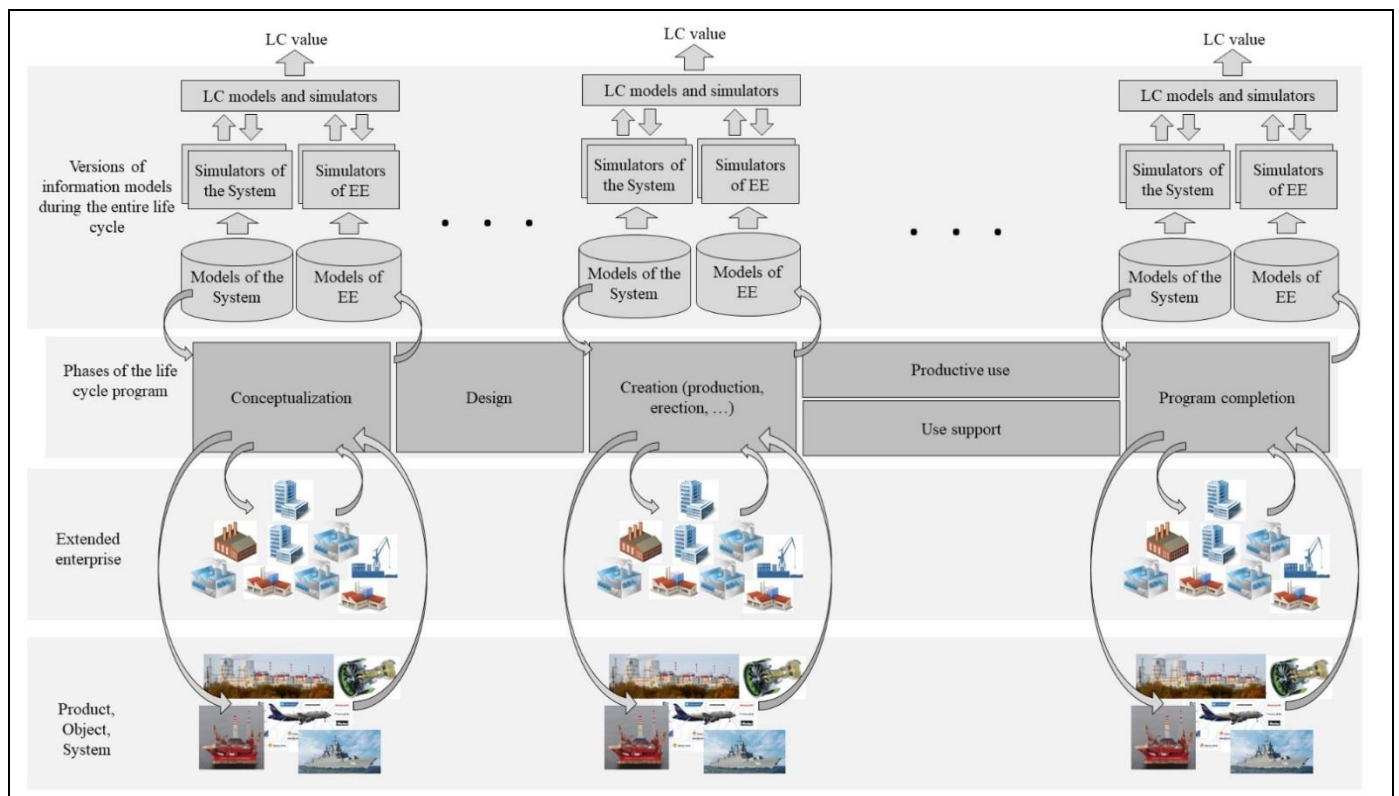 LC value
LC value
LC value
LC models and simulators
LC models and simulators
LC models and simulators
Versions of
information models
during the entire life
cycle
Simulators of
the System
Simulators
of EE
Simulators of
the System
Simulators
of EE
Simulators of
the System
Simulators
of EE
. . .
. . .
Models of the
System
Models of
EE
Models of the
System
Models of
EE
Models of the
System
Models of
EE
Phases of the life
cycle program
Conceptualization
Design
Creation (production,
erection, …)
Productive use
Use support
Program completion
Extended
enterprise
Product,
Object,
System